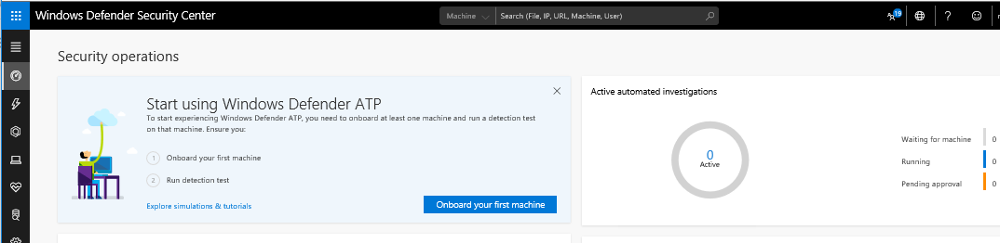 Windows Defender Security Center
Machine
Search (File, IP, URL, Machine, User)
19
?
Security operations
Start using Windows Defender ATP
To start experiencing Windows Defender ATP, you need to onboard at least one machine and run a detection test
on that machine. Ensure you:
1 Onboard your first machine
2 Run detection test
Explore simulations & tutorials
Onboard your first machine
Active automated investigations
0
Active
Waiting for machine 0
Running 0
Pending approval 0